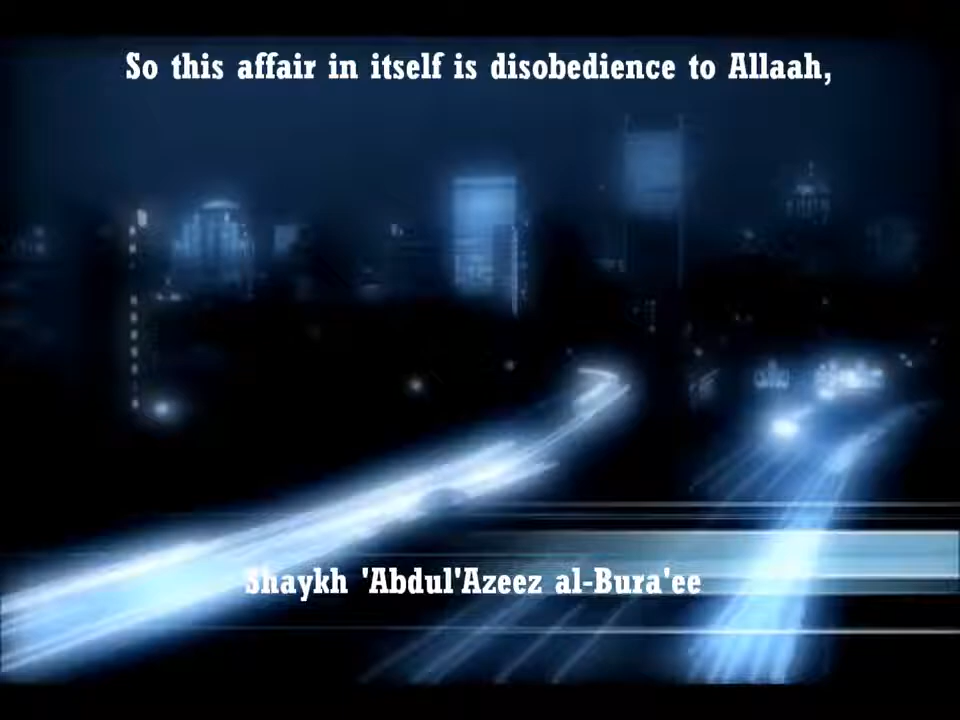 So this affair in itself is disobedience to Allaah,
Shaykh 'Abdul'Azeez al-Bura'ee